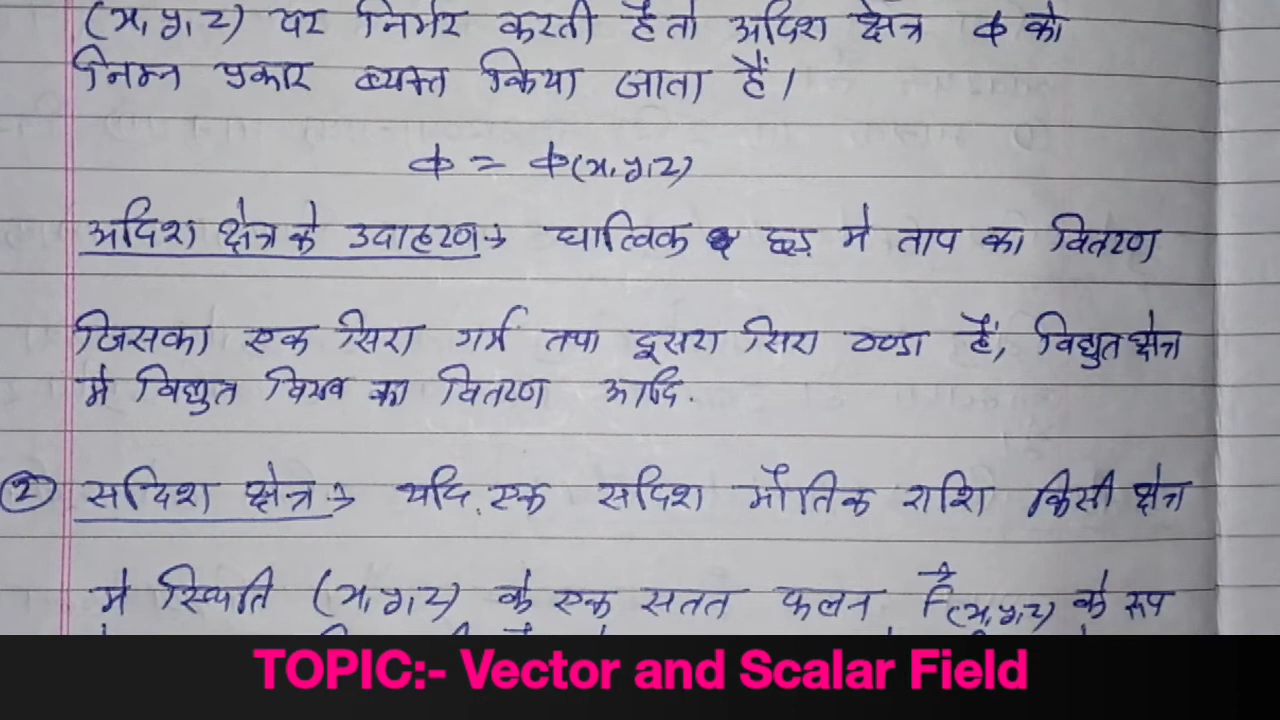 (x, y, z) पर निर्भर करती है तो अदिश क्षेत्र ϕ को
निम्न प्रकार व्यक्त किया जाता हैं।
ϕ = ϕ(x, y, z)
अदिश क्षेत्र के उदाहरण→ धात्विक छड़ मे ताप का वितरण
जिसका एक सिरा गर्म तथा दूसरा सिरा ठण्डा हैं, विद्युत क्षेत्र
मे विद्युत विभव का वितरण आदि.
② सदिश क्षेत्र→ यदि एक सदिश भौतिक राशि किसी क्षेत्र
मे स्थिति (x, y, z) के एक सतत फलन F⃗(x, y, z) के रूप
TOPIC:- Vector and Scalar Field